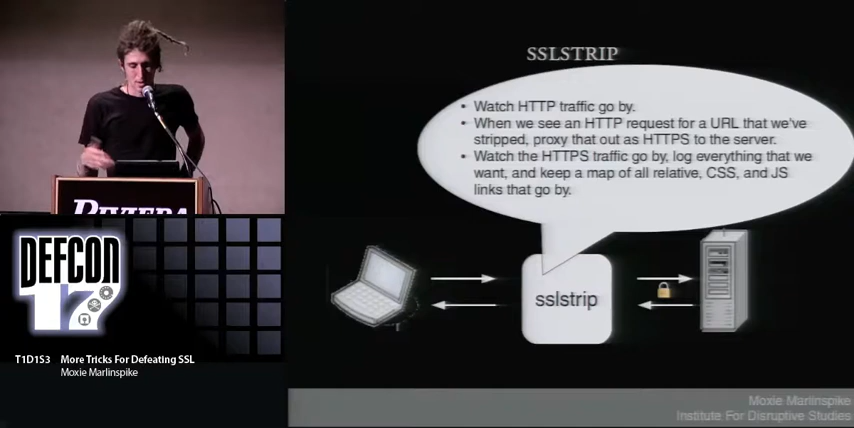 SSLSTRIP
• Watch HTTP traffic go by.
• When we see an HTTP request for a URL that we've
stripped, proxy that out as HTTPS to the server.
• Watch the HTTPS traffic go by, log everything that we
want, and keep a map of all relative, CSS, and JS
links that go by.
RIVIERA
DEFCON
17
sslstrip
T1D1S3 More Tricks For Defeating SSL
Moxie Marlinspike
Moxie Marlinspike
Institute For Disruptive Studies